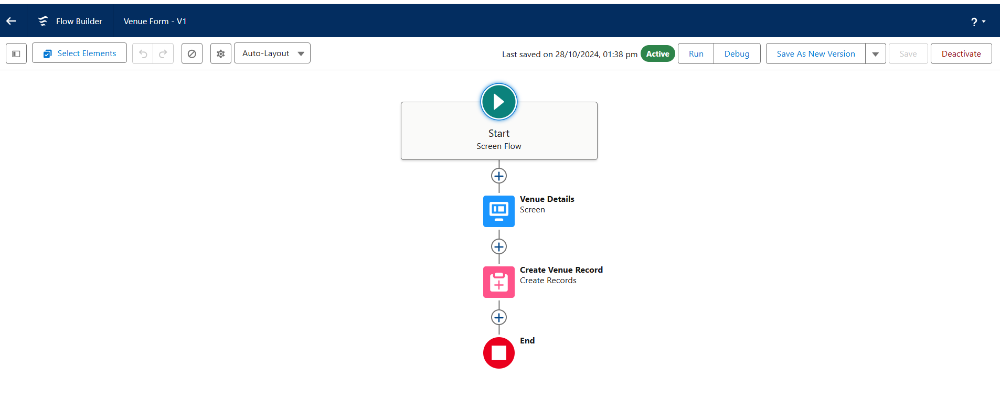 Flow Builder
Venue Form - V1
?
Select Elements
Auto-Layout
Last saved on 28/10/2024, 01:38 pm
Active
Run
Debug
Save As New Version
Save
Deactivate
Start
Screen Flow
Venue Details
Screen
Create Venue Record
Create Records
End